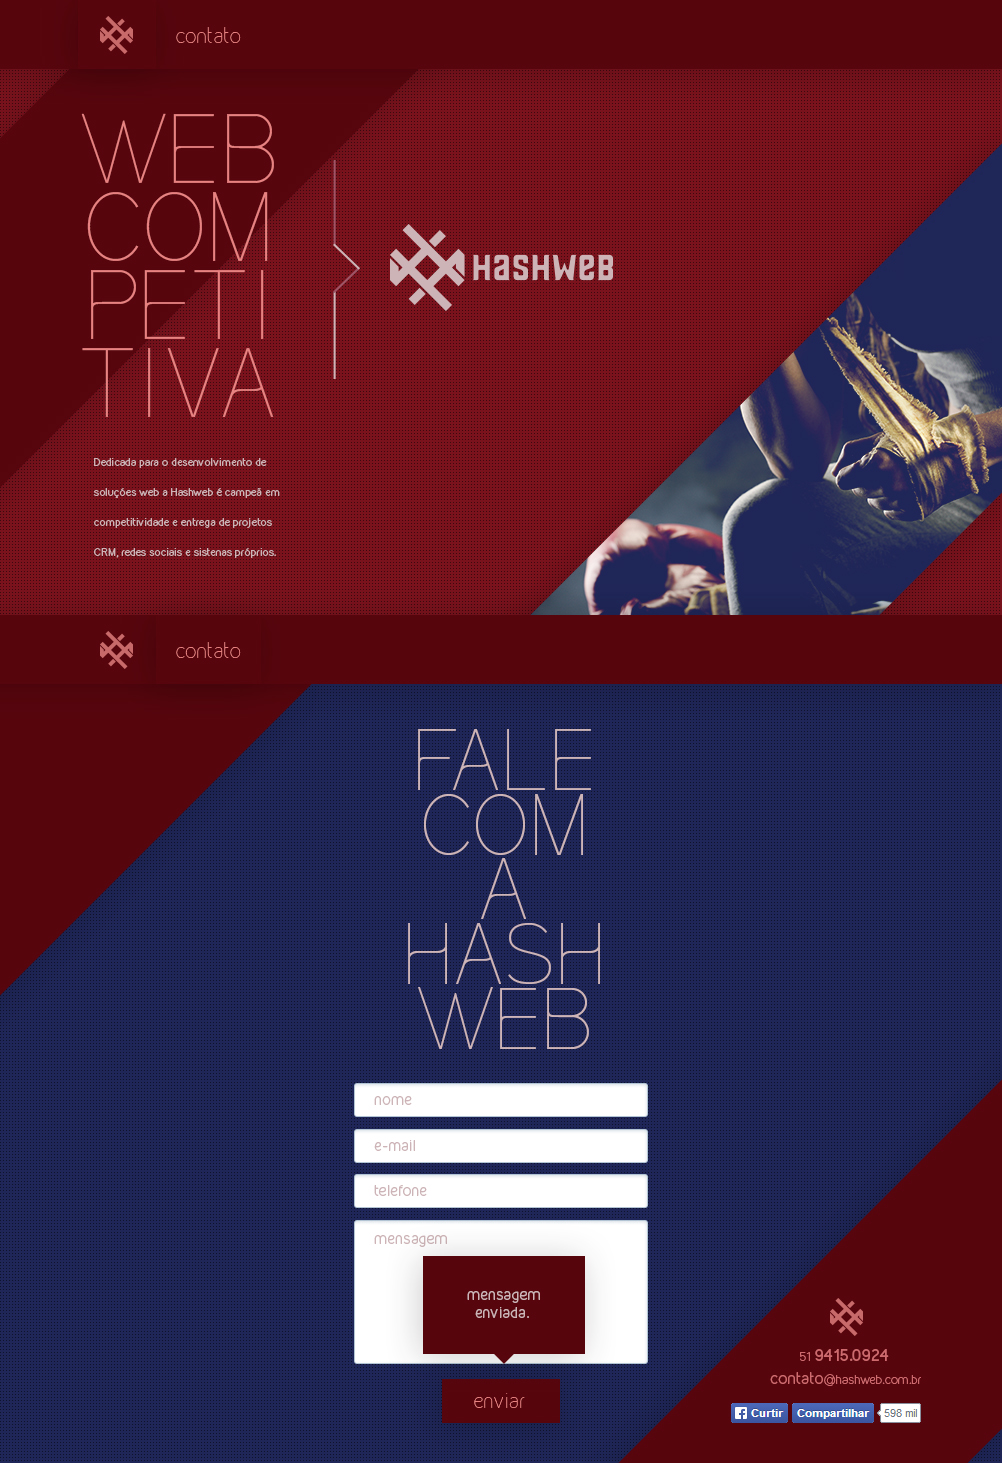 contato
WEB
COM
PETI
TIVA
HASHWEB
Dedicada para o desenvolvimento de
soluções web a Hashweb é campeã em
competitividade e entrega de projetos
CRM, redes sociais e sistenas próprios.
contato
FALE
COM
A
HASH
WEB
nome
e-mail
telefone
mensagem
mensagem
enviada.
enviar
51 9415.0924
contato@hashweb.com.br
Curtir Compartilhar 598 mil